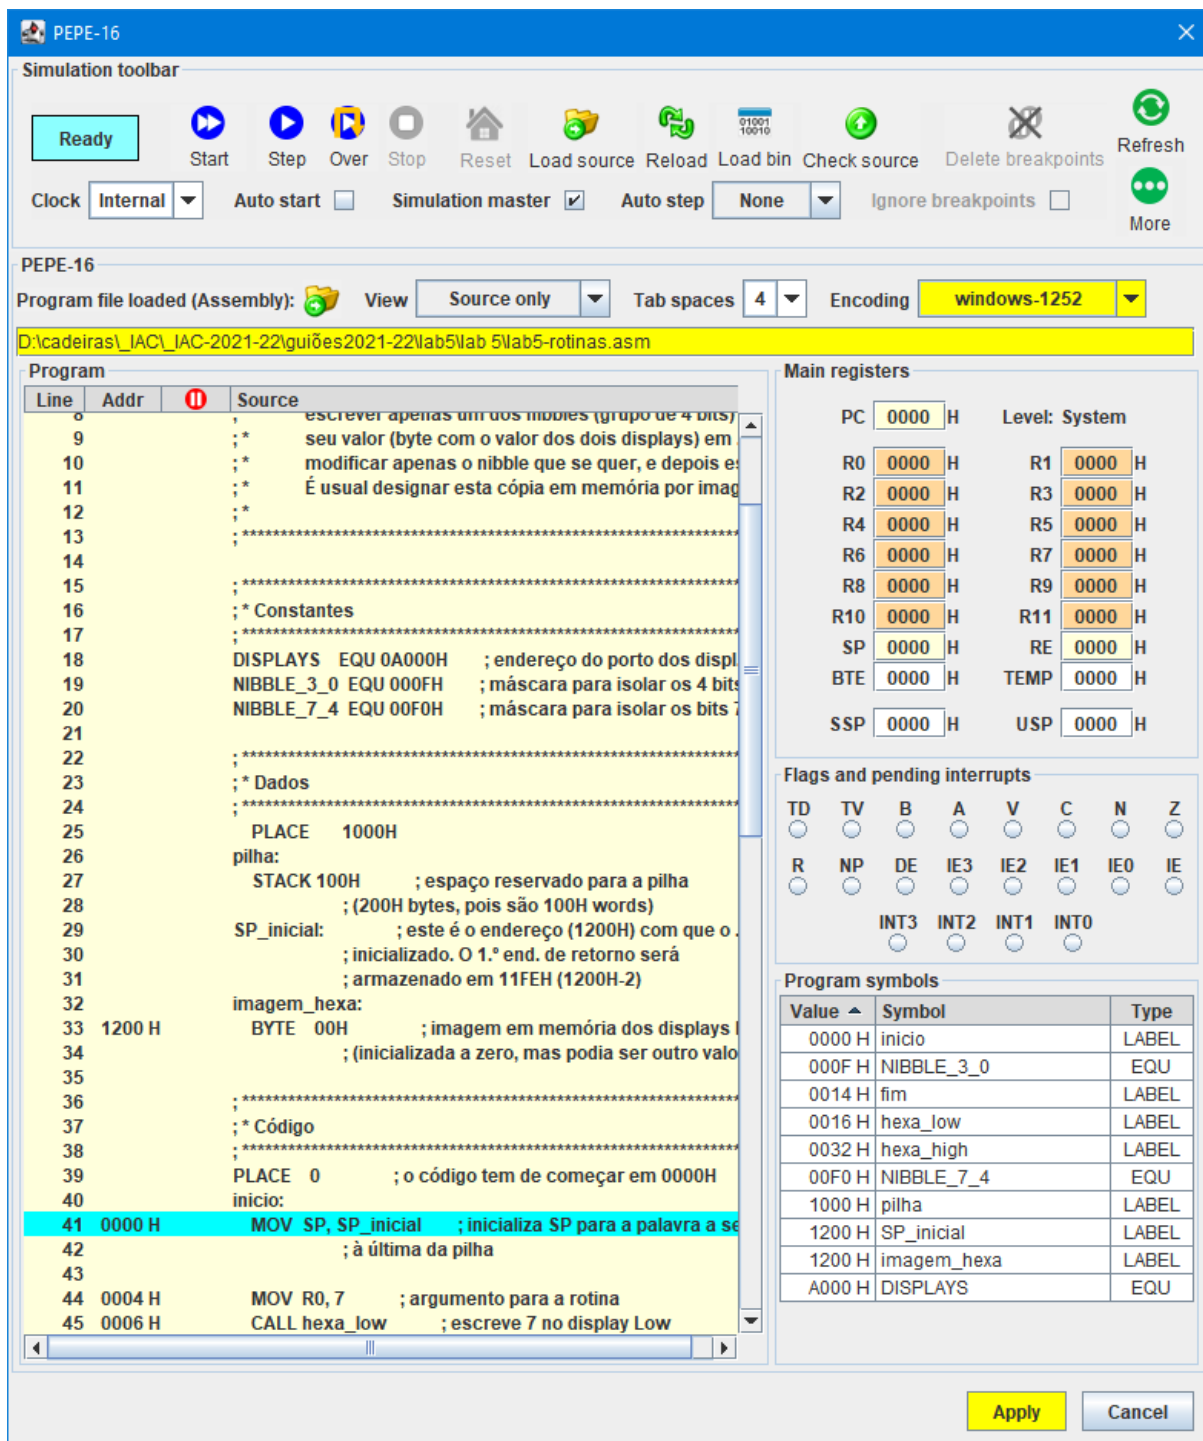 PEPE-16
Simulation toolbar
Ready
Start Step Over Stop Reset Load source Reload Load bin Check source Delete breakpoints Refresh
01001
10010
Clock Internal Auto start Simulation master Auto step None Ignore breakpoints More
PEPE-16
Program file loaded (Assembly): View Source only Tab spaces 4 Encoding windows-1252
D:\cadeiras\_IAC\_IAC-2021-22\guiões2021-22\lab5\lab 5\lab5-rotinas.asm
Program
Line Addr Source
8 ; escrever apenas um dos nibbles (grupo de 4 bits)
9 ; * seu valor (byte com o valor dos dois displays) em .
10 ; * modificar apenas o nibble que se quer, e depois e
11 ; * É usual designar esta cópia em memória por imag
12 ; *
13 ; **********************************************************************
14
15 ; **********************************************************************
16 ; * Constantes
17 ; **********************************************************************
18 DISPLAYS EQU 0A000H ; endereço do porto dos displ
19 NIBBLE_3_0 EQU 000FH ; máscara para isolar os 4 bits
20 NIBBLE_7_4 EQU 00F0H ; máscara para isolar os bits 7
21
22 ; **********************************************************************
23 ; * Dados
24 ; **********************************************************************
25 PLACE 1000H
26 pilha:
27 STACK 100H ; espaço reservado para a pilha
28 ; (200H bytes, pois são 100H words)
29 SP_inicial: ; este é o endereço (1200H) com que o .
30 ; inicializado. O 1.º end. de retorno será
31 ; armazenado em 11FEH (1200H-2)
32 imagem_hexa:
33 1200 H BYTE 00H ; imagem em memória dos displays
34 ; (inicializada a zero, mas podia ser outro valo
35
36 ; **********************************************************************
37 ; * Código
38 ; **********************************************************************
39 PLACE 0 ; o código tem de começar em 0000H
40 inicio:
41 0000 H MOV SP, SP_inicial ; inicializa SP para a palavra a se
42 ; à última da pilha
43
44 0004 H MOV R0, 7 ; argumento para a rotina
45 0006 H CALL hexa_low ; escreve 7 no display Low
Main registers
PC 0000 H Level: System
R0 0000 H R1 0000 H
R2 0000 H R3 0000 H
R4 0000 H R5 0000 H
R6 0000 H R7 0000 H
R8 0000 H R9 0000 H
R10 0000 H R11 0000 H
SP 0000 H RE 0000 H
BTE 0000 H TEMP 0000 H
SSP 0000 H USP 0000 H
Flags and pending interrupts
TD TV B A V C N Z
R NP DE IE3 IE2 IE1 IE0 IE
INT3 INT2 INT1 INT0
Program symbols
Value Symbol Type
0000 H inicio LABEL
000F H NIBBLE_3_0 EQU
0014 H fim LABEL
0016 H hexa_low LABEL
0032 H hexa_high LABEL
00F0 H NIBBLE_7_4 EQU
1000 H pilha LABEL
1200 H SP_inicial LABEL
1200 H imagem_hexa LABEL
A000 H DISPLAYS EQU
Apply Cancel